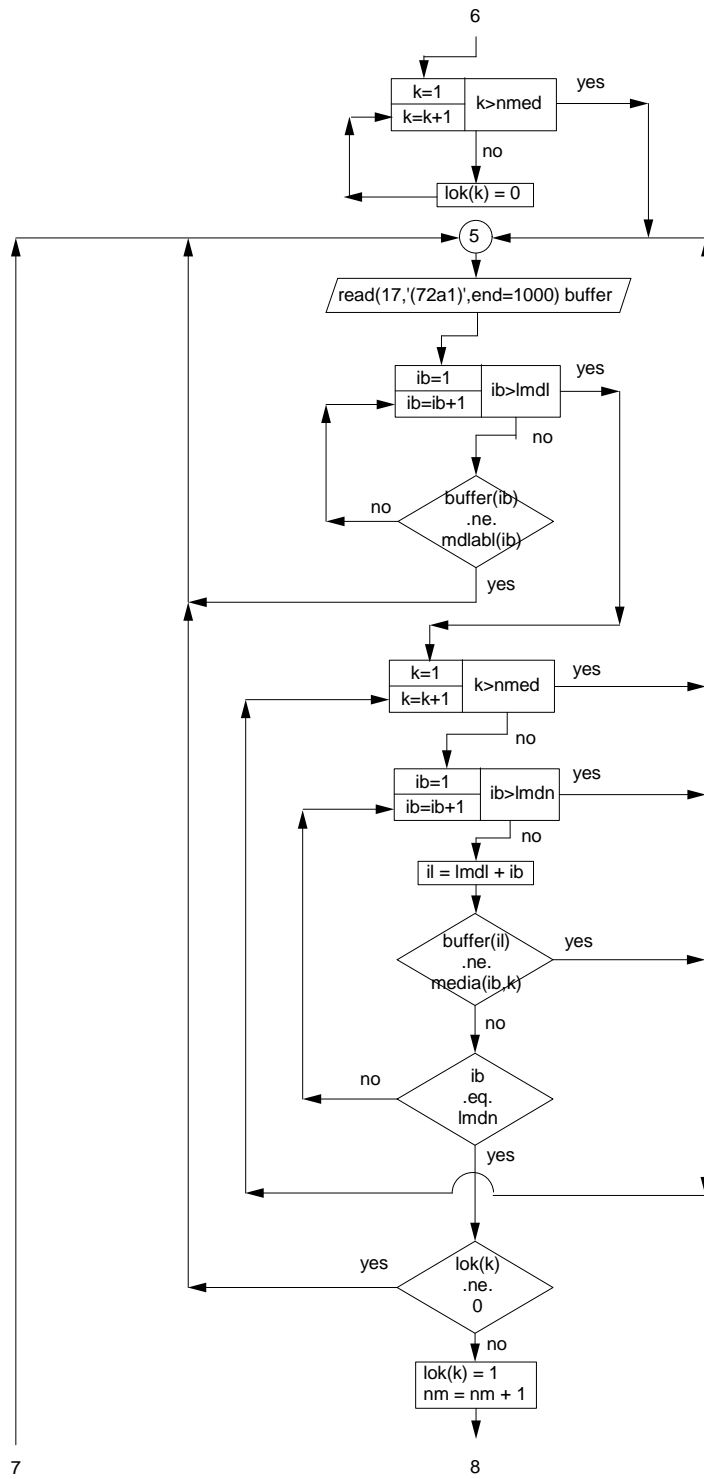 6
k=1
k=k+1
k>nmed
yes
no
lok(k) = 0
5
read(17,'(72a1)',end=1000) buffer
ib=1
ib=ib+1
ib>lmdl
yes
no
buffer(ib)
.ne.
mdlabl(ib)
no
yes
k=1
k=k+1
k>nmed
yes
no
ib=1
ib=ib+1
ib>lmdn
yes
no
il = lmdl + ib
buffer(il)
.ne.
media(ib,k)
yes
no
ib
.eq.
lmdn
no
yes
lok(k)
.ne.
0
yes
no
lok(k) = 1
nm = nm + 1
7
8